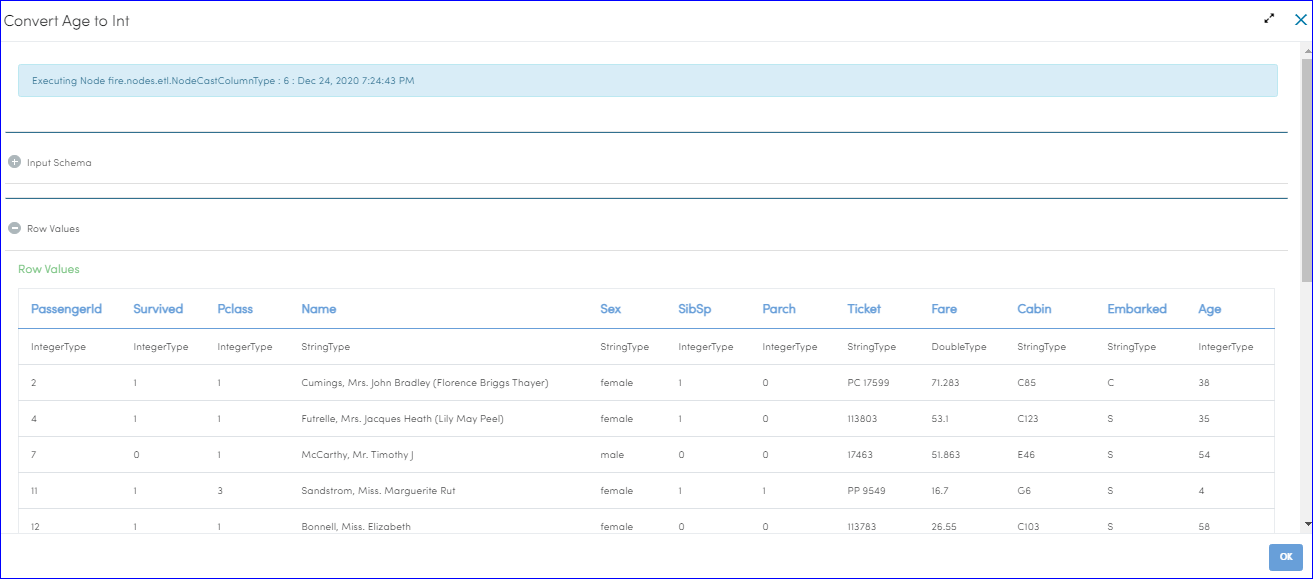 Convert Age to Int
Executing Node fire.nodes.etl.NodeCastColumnType : 6 : Dec 24, 2020 7:24:43 PM
Input Schema
Row Values
Row Values
PassengerId Survived Pclass Name Sex SibSp Parch Ticket Fare Cabin Embarked Age
IntegerType IntegerType IntegerType StringType StringType IntegerType IntegerType StringType DoubleType StringType StringType IntegerType
2 1 1 Cumings, Mrs. John Bradley (Florence Briggs Thayer) female 1 0 PC 17599 71.283 C85 C 38
4 1 1 Futrelle, Mrs. Jacques Heath (Lily May Peel) female 1 0 113803 53.1 C123 S 35
7 0 1 McCarthy, Mr. Timothy J male 0 0 17463 51.863 E46 S 54
11 1 3 Sandstrom, Miss. Marguerite Rut female 1 1 PP 9549 16.7 G6 S 4
12 1 1 Bonnell, Miss. Elizabeth female 0 0 113783 26.55 C103 S 58
OK